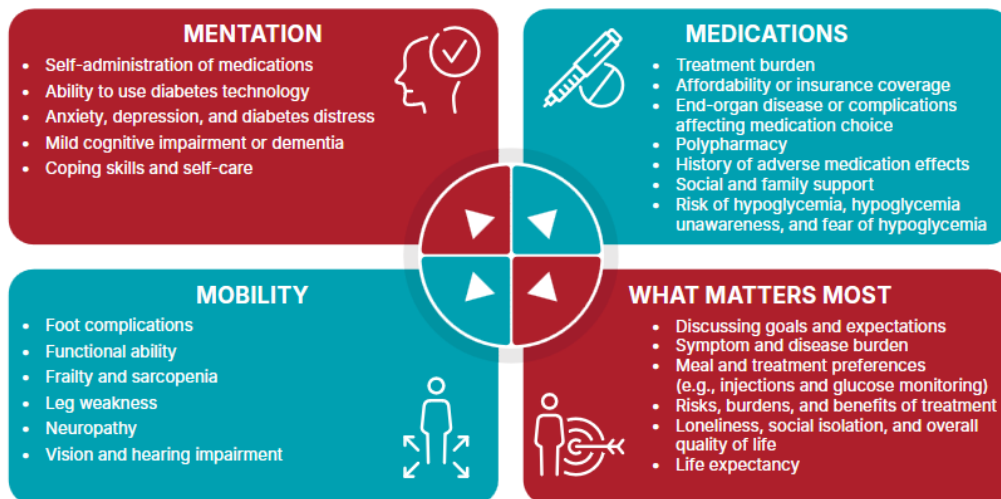 MENTATION
• Self-administration of medications
• Ability to use diabetes technology
• Anxiety, depression, and diabetes distress
• Mild cognitive impairment or dementia
• Coping skills and self-care
MEDICATIONS
• Treatment burden
• Affordability or insurance coverage
• End-organ disease or complications
affecting medication choice
• Polypharmacy
• History of adverse medication effects
• Social and family support
• Risk of hypoglycemia, hypoglycemia
unawareness, and fear of hypoglycemia
MOBILITY
• Foot complications
• Functional ability
• Frailty and sarcopenia
• Leg weakness
• Neuropathy
• Vision and hearing impairment
WHAT MATTERS MOST
• Discussing goals and expectations
• Symptom and disease burden
• Meal and treatment preferences
(e.g., injections and glucose monitoring)
• Risks, burdens, and benefits of treatment
• Loneliness, social isolation, and overall
quality of life
• Life expectancy